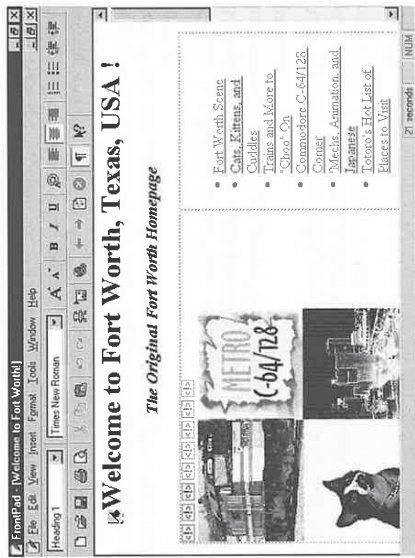 FrontPad - [Welcome to Fort Worth!]
File Edit View Insert Format Tools Window Help
Heading 1
Times New Roman
A A B I U
Welcome to Fort Worth, Texas, USA !
The Original Fort Worth Homepage
<!> <!> <!> <!> <!> <!> <!> <!>
METRO
C-64/128
• Fort Worth Scene
• Cats, Kittens, and
Cuddles
• Trains and More to
"Choo" On
• Commodore C-64/128
Corner
• "Mechs, Animation, and
Japanese
• Totoro's Hot List of
Places to Visit
21 seconds
NUM